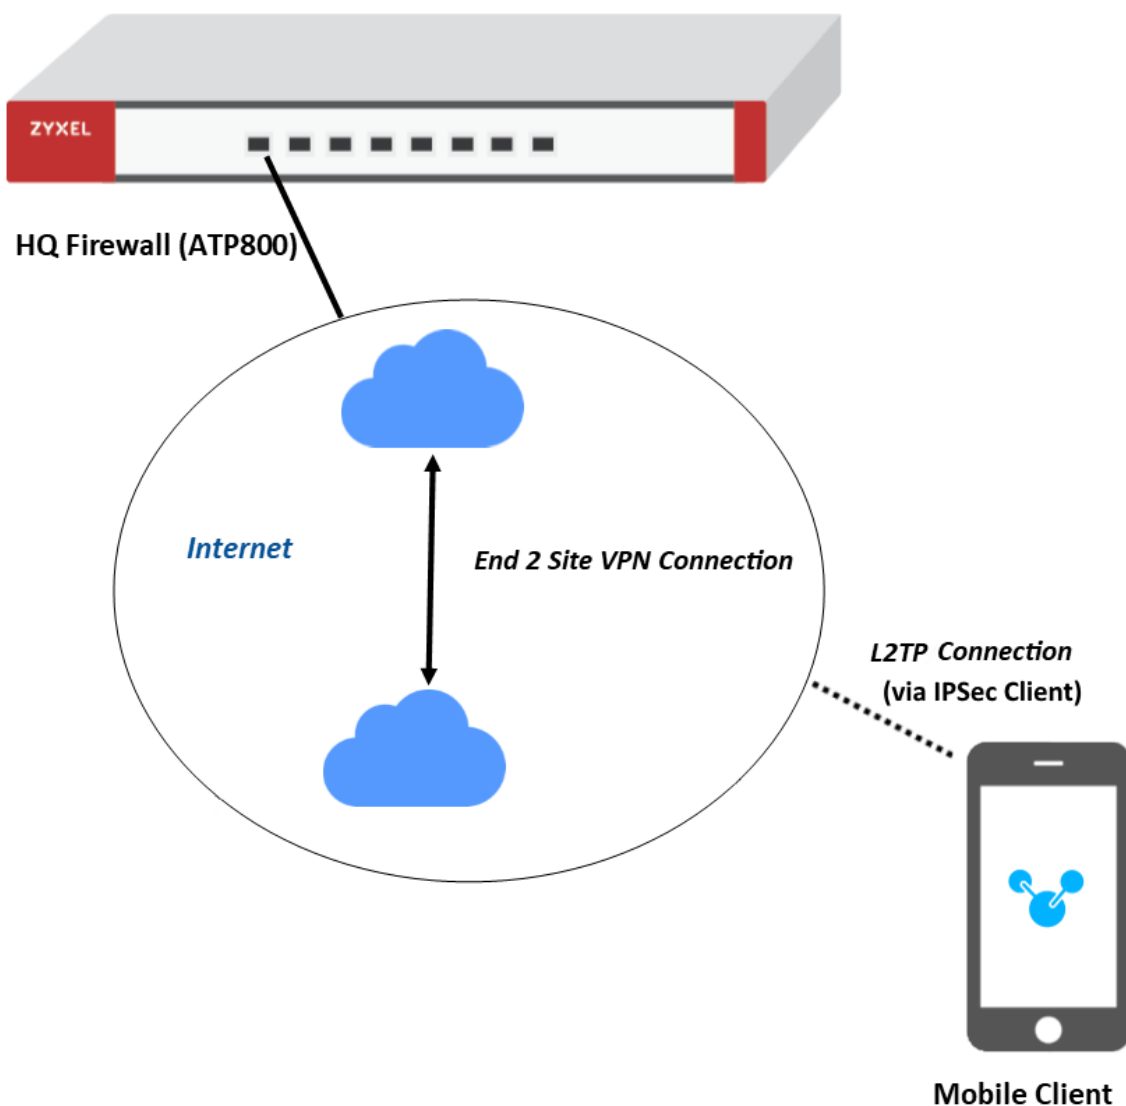 ZYXEL
HQ Firewall (ATP800)
Internet
End 2 Site VPN Connection
L2TP Connection
(via IPSec Client)
Mobile Client